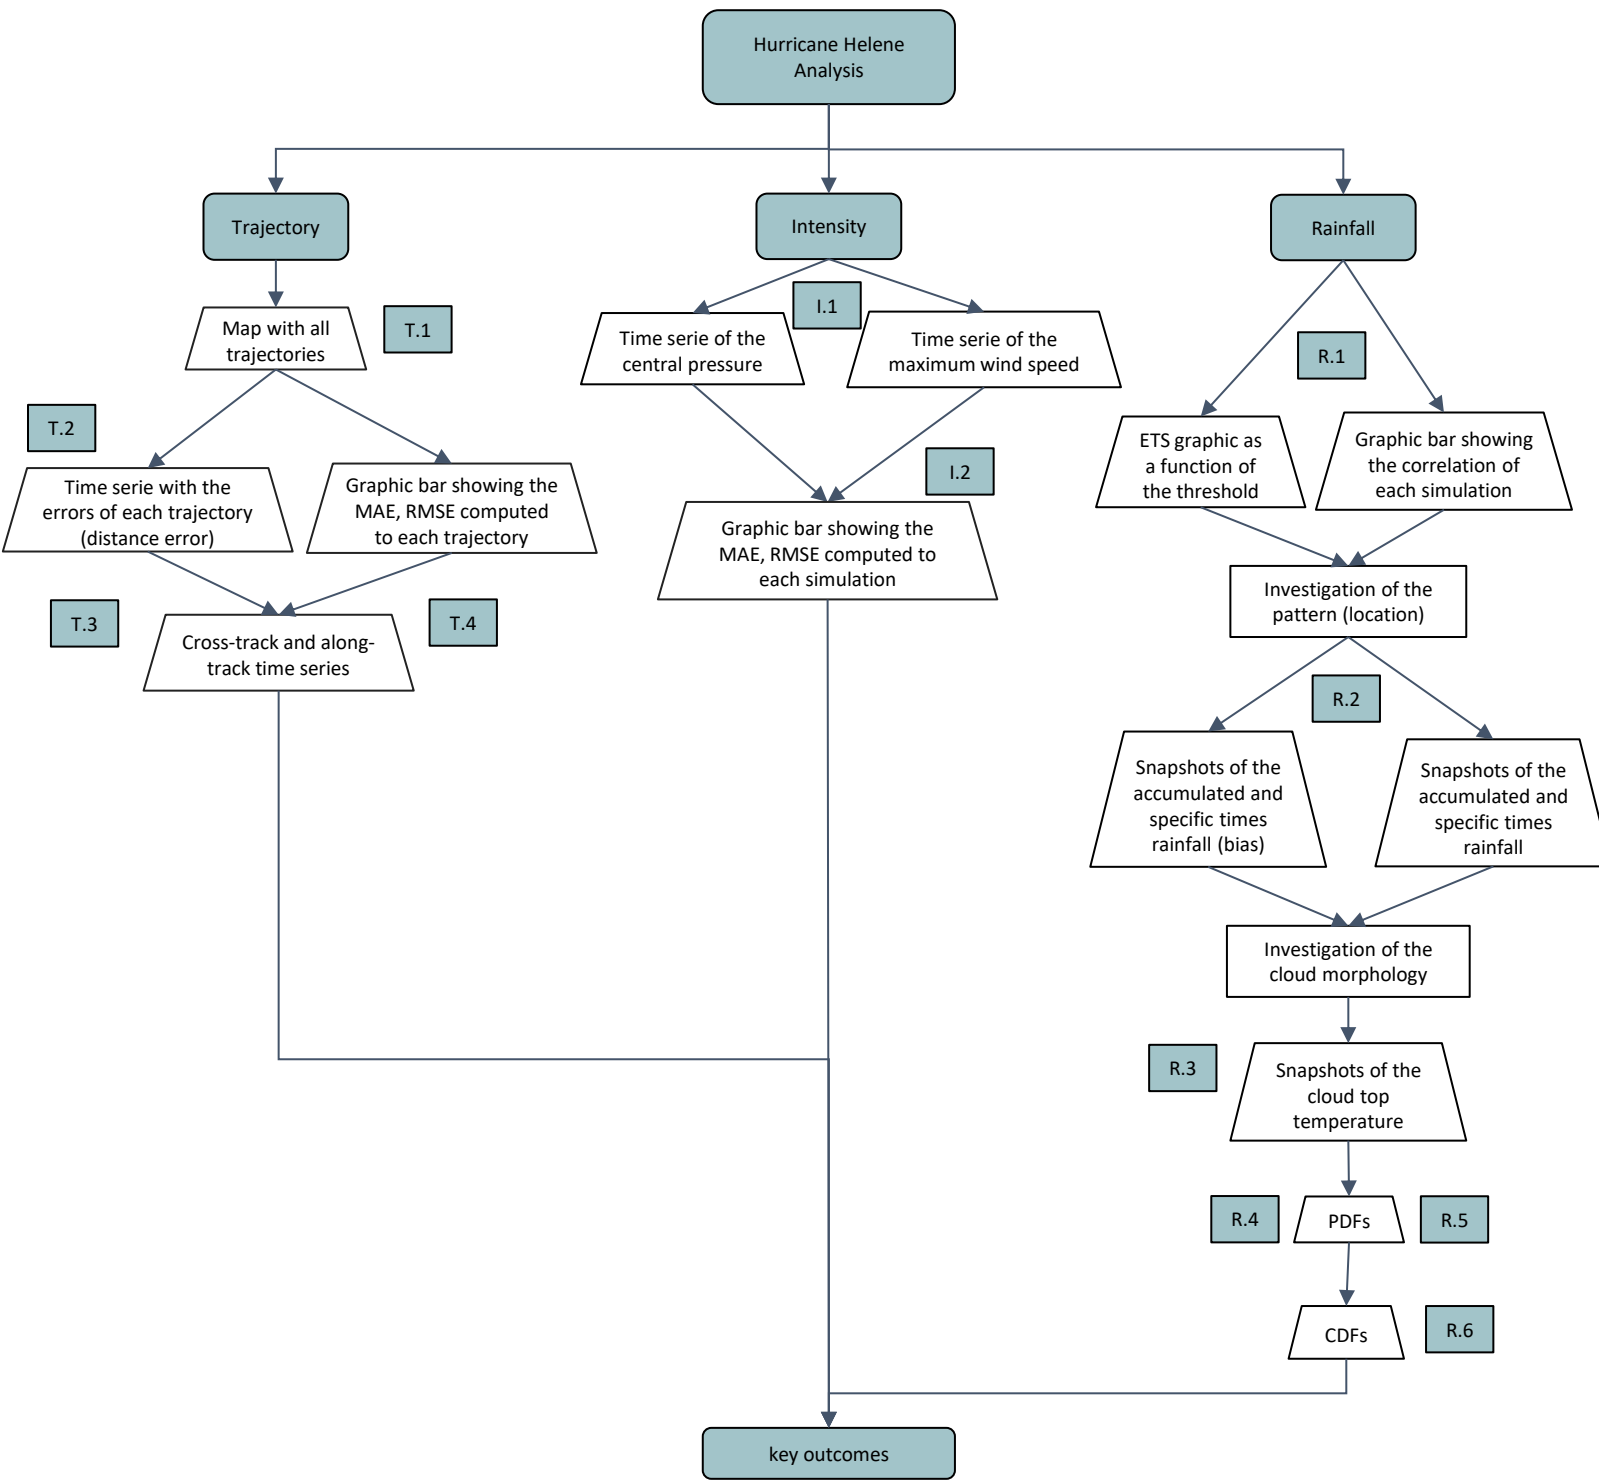 Hurricane Helene
Analysis
Trajectory
Intensity
Rainfall
Map with all
trajectories
T.1
I.1
Time serie of the
central pressure
Time serie of the
maximum wind speed
R.1
T.2
Time serie with the
errors of each trajectory
(distance error)
Graphic bar showing the
MAE, RMSE computed
to each trajectory
I.2
Graphic bar showing the
MAE, RMSE computed to
each simulation
ETS graphic as
a function of
the threshold
Graphic bar showing
the correlation of
each simulation
Investigation of the
pattern (location)
T.3
T.4
Cross-track and along-
track time series
R.2
Snapshots of the
accumulated and
specific times
rainfall (bias)
Snapshots of the
accumulated and
specific times
rainfall
Investigation of the
cloud morphology
R.3
Snapshots of the
cloud top
temperature
R.4
PDFs
R.5
CDFs
R.6
key outcomes